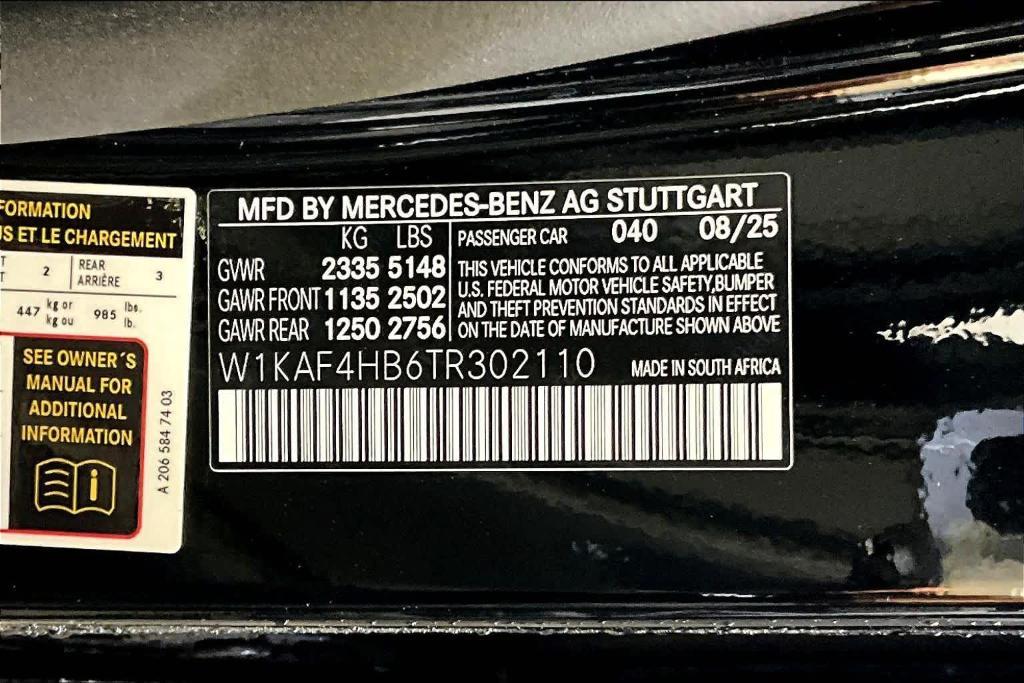 FORMATION
S ET LE CHARGEMENT
2 REAR 3
ARRIÈRE
447 kg or 985 lbs.
kg ou lb.
SEE OWNER´S
MANUAL FOR
ADDITIONAL
INFORMATION
A 206 584 74 03
MFD BY MERCEDES-BENZ AG STUTTGART
KG LBS PASSENGER CAR 040 08/25
GVWR 2335 5148
GAWR FRONT 1135 2502
GAWR REAR 1250 2756
THIS VEHICLE CONFORMS TO ALL APPLICABLE
U.S. FEDERAL MOTOR VEHICLE SAFETY,BUMPER
AND THEFT PREVENTION STANDARDS IN EFFECT
ON THE DATE OF MANUFACTURE SHOWN ABOVE
W1KAF4HB6TR302110 MADE IN SOUTH AFRICA